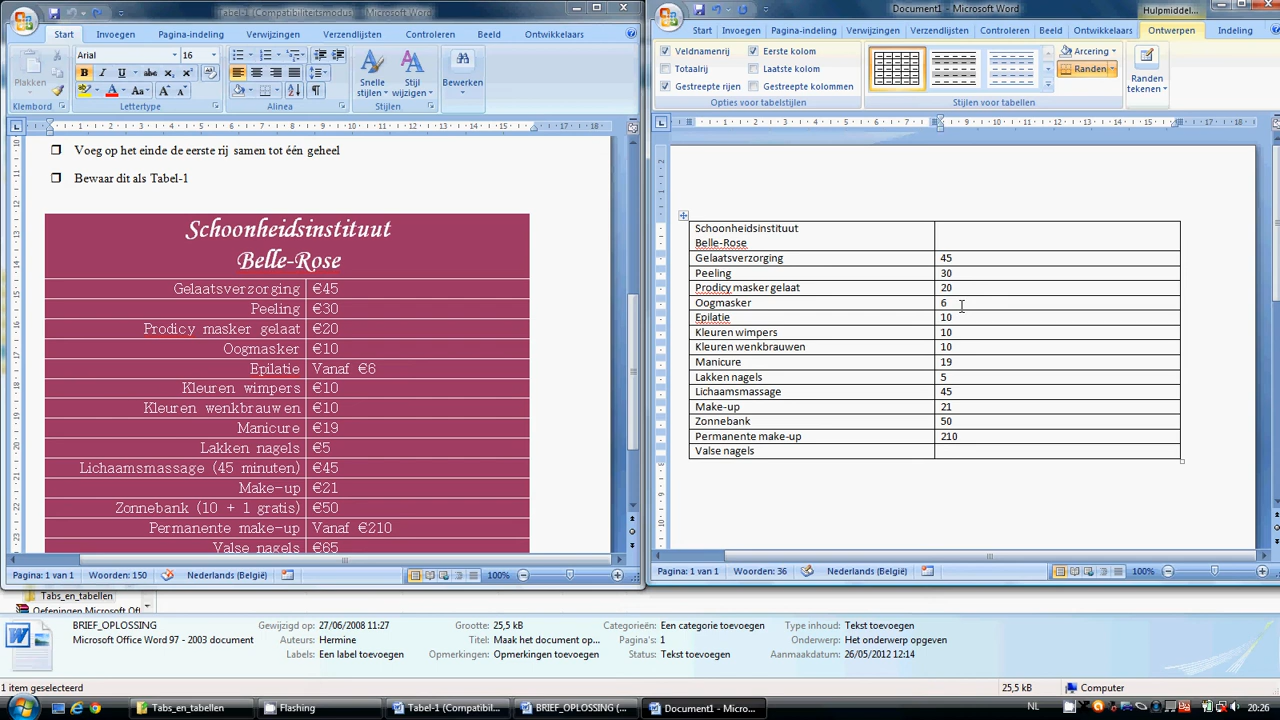 Tabel-1 (Compatibiliteitsmodus) - Microsoft Word
Start Invoegen Pagina-indeling Verwijzingen Verzendlijsten Controleren Beeld Ontwikkelaars
Arial 16
Plakken
Snelle stijlen
Stijl wijzigen
Bewerken
Klembord Lettertype Alinea Stijlen
Voeg op het einde de eerste rij samen tot één geheel
Bewaar dit als Tabel-1
Schoonheidsinstituut
Belle-Rose
Gelaatsverzorging €45
Peeling €30
Prodicy masker gelaat €20
Oogmasker €10
Epilatie Vanaf €6
Kleuren wimpers €10
Kleuren wenkbrauwen €10
Manicure €19
Lakken nagels €5
Lichaamsmassage (45 minuten) €45
Make-up €21
Zonnebank (10 + 1 gratis) €50
Permanente make-up Vanaf €210
Valse nagels €65
Pagina: 1 van 1 Woorden: 150 Nederlands (België) 100%
Document1 - Microsoft Word
Hulpmiddel...
Start Invoegen Pagina-indeling Verwijzingen Verzendlijsten Controleren Beeld Ontwikkelaars Ontwerpen Indeling
Veldnamenrij Eerste kolom
Totaalrij Laatste kolom
Gestreepte rijen Gestreepte kolommen
Arcering
Randen
Randen tekenen
Opties voor tabelstijlen Stijlen voor tabellen
Schoonheidsinstituut
Belle-Rose
Gelaatsverzorging 45
Peeling 30
Prodicy masker gelaat 20
Oogmasker 6
Epilatie 10
Kleuren wimpers 10
Kleuren wenkbrauwen 10
Manicure 19
Lakken nagels 5
Lichaamsmassage 45
Make-up 21
Zonnebank 50
Permanente make-up 210
Valse nagels
Pagina: 1 van 1 Woorden: 36 Nederlands (België) 100%
Tabs_en_tabellen
Oefeningen Microsoft Of
BRIEF_OPLOSSING Gewijzigd op: 27/06/2008 11:27 Grootte: 25,5 kB Categorieën: Een categorie toevoegen Type inhoud: Tekst toevoegen
Microsoft Office Word 97 - 2003 document Auteurs: Hermine Titel: Maak het document op... Pagina's: 1 Onderwerp: Het onderwerp opgeven
Labels: Een label toevoegen Opmerkingen: Opmerkingen toevoegen Status: Tekst toevoegen Aanmaakdatum: 26/05/2012 12:14
1 item geselecteerd 25,5 kB Computer
Tabs_en_tabellen Flashing Tabel-1 (Compatibil... BRIEF_OPLOSSING (... Document1 - Micros... NL 20:26